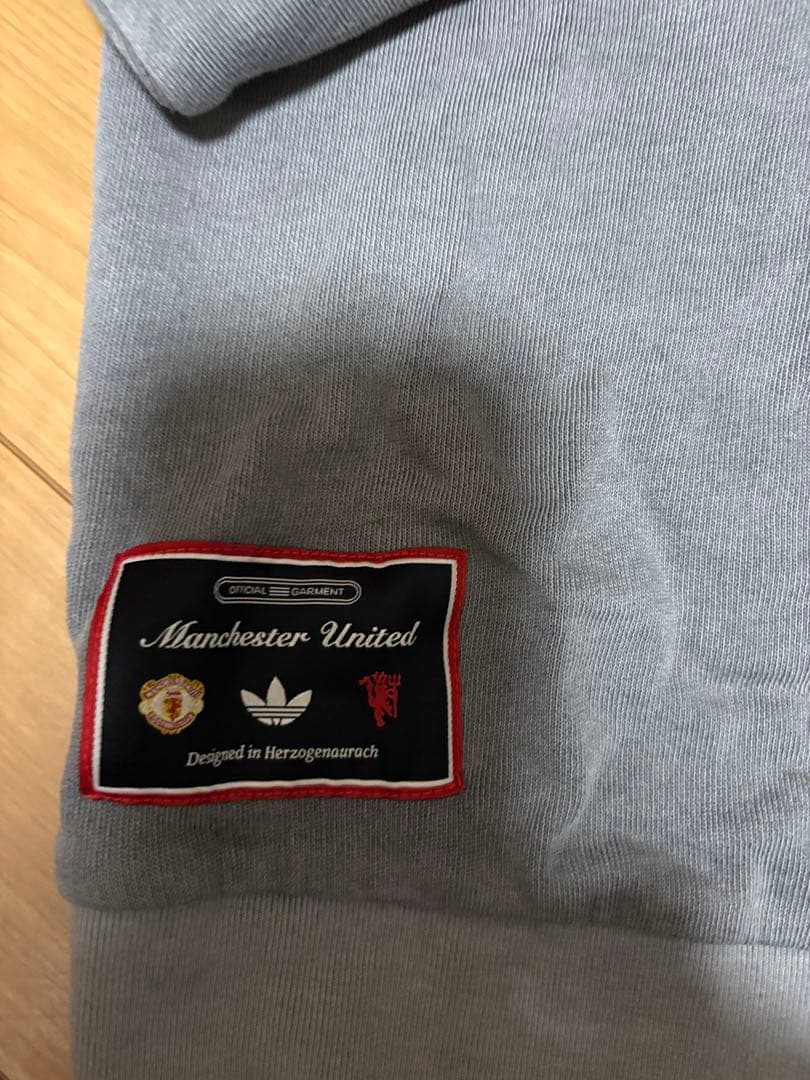 OFFICIAL GARMENT
Manchester United
Designed in Herzogenaurach